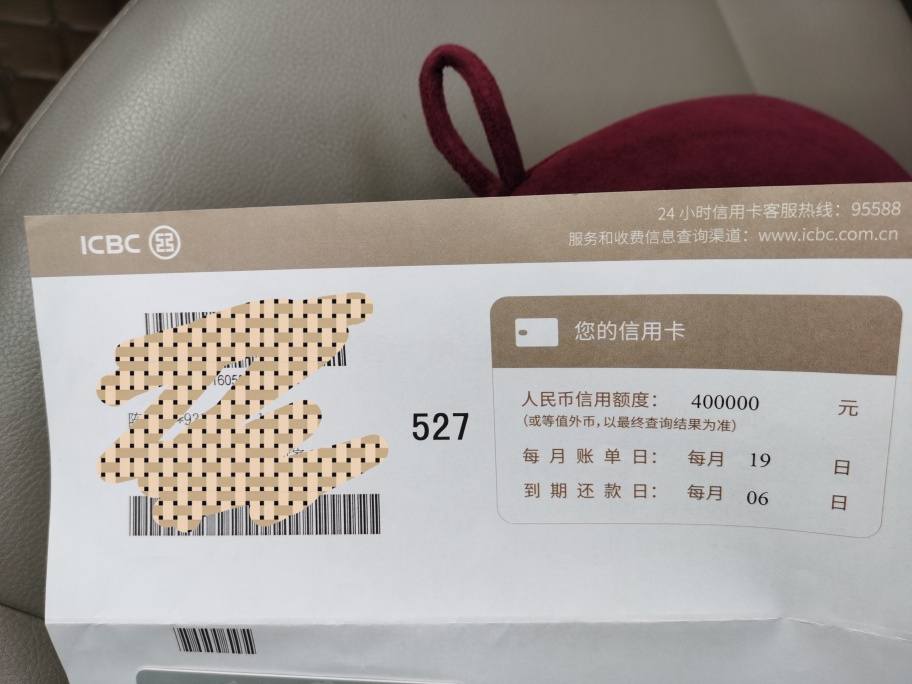 24 小时信用卡客服热线：95588
服务和收费信息查询渠道：www.icbc.com.cn
ICBC
您的信用卡
527
人民币信用额度： 400000 元
（或等值外币，以最终查询结果为准）
每月账单日： 每月 19 日
到期还款日： 每月 06 日